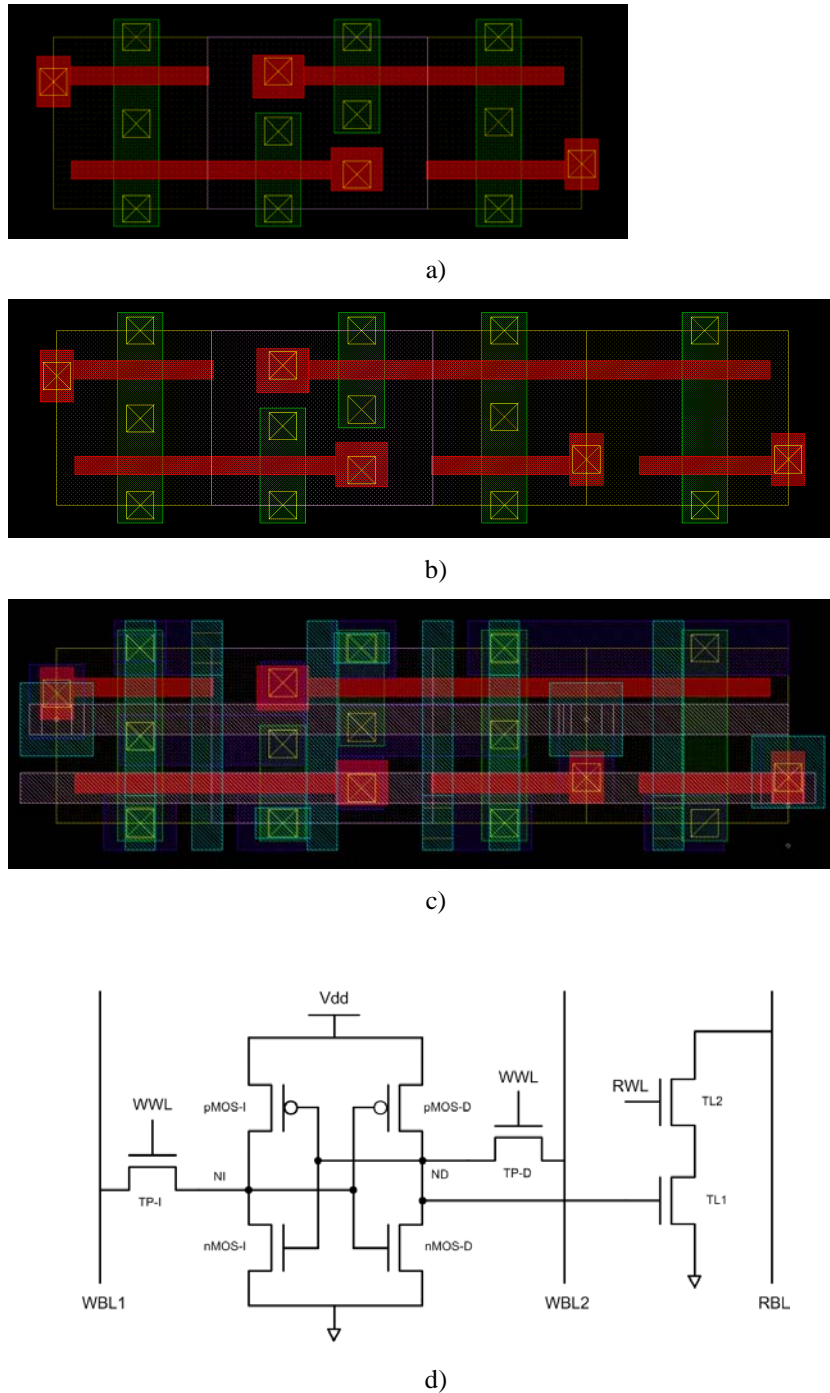 a)
b)
c)
Vdd
WWL
pMOS-I
pMOS-D
WWL
RWL
TL2
NI
ND
TP-I
TP-D
TL1
nMOS-I
nMOS-D
WBL1
WBL2
RBL
d)